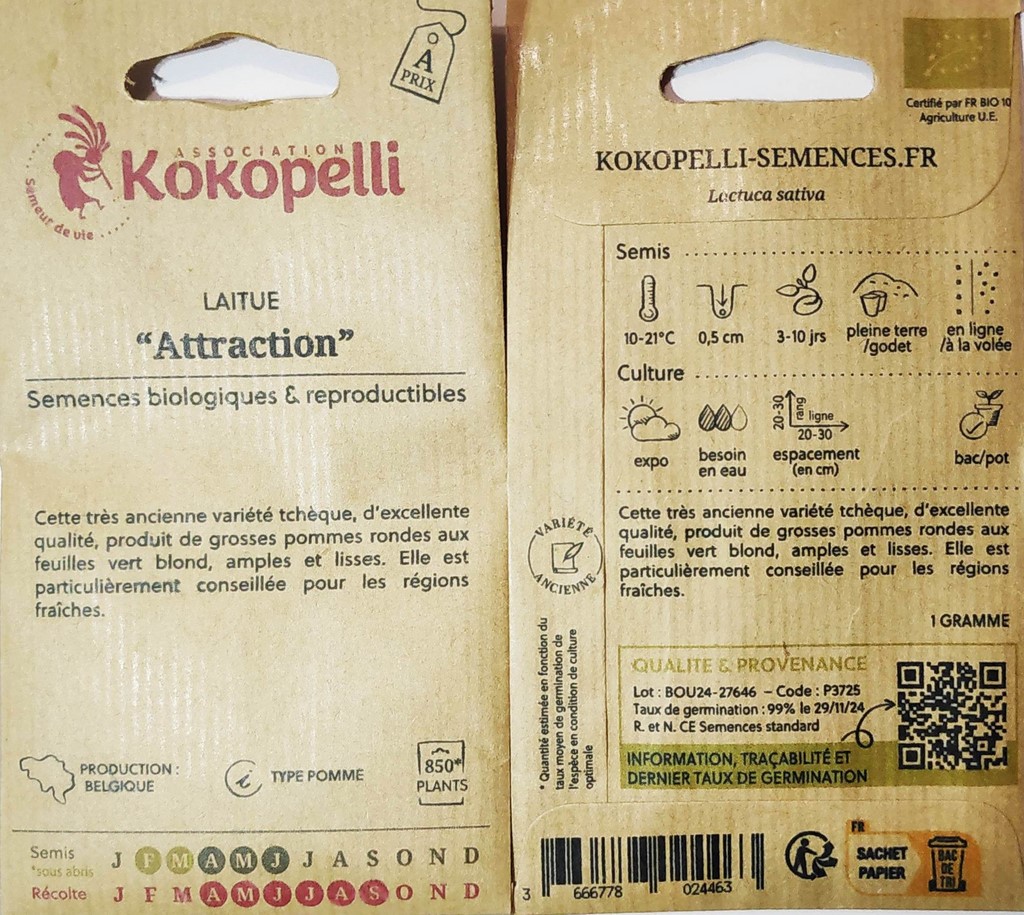 À
PRIX
ASSOCIATION
Kokopelli
Semeur de vie
LAITUE
“Attraction”
Semences biologiques & reproductibles
Cette très ancienne variété tchèque, d’excellente
qualité, produit de grosses pommes rondes aux
feuilles vert blond, amples et lisses. Elle est
particulièrement conseillée pour les régions
fraîches.
PRODUCTION :
BELGIQUE
TYPE POMME
850*
PLANTS
Semis J F M A M J J A S O N D
*sous abris
Récolte J F M A M J J A S O N D
Certifié par FR BIO 10
Agriculture U.E.
KOKOPELLI-SEMENCES.FR
Lactuca sativa
Semis
10-21°C
0,5 cm
3-10 jrs
pleine terre
/godet
en ligne
/à la volée
Culture
expo
besoin
en eau
20-30
rang
ligne
20-30
espacement
(en cm)
bac/pot
VARIÉTÉ
ANCIENNE
Cette très ancienne variété tchèque, d’excellente
qualité, produit de grosses pommes rondes aux
feuilles vert blond, amples et lisses. Elle est
particulièrement conseillée pour les régions
fraîches.
1 GRAMME
* Quantité estimée en fonction du
taux moyen de germination de
l’espèce en condition de culture
optimale
QUALITE & PROVENANCE
Lot : BOU24-27646 – Code : P3725
Taux de germination : 99% le 29/11/24
R. et N. CE Semences standard
INFORMATION, TRAÇABILITÉ ET
DERNIER TAUX DE GERMINATION
3 666778 024463
FR
SACHET
PAPIER
BAC
DE
TRI